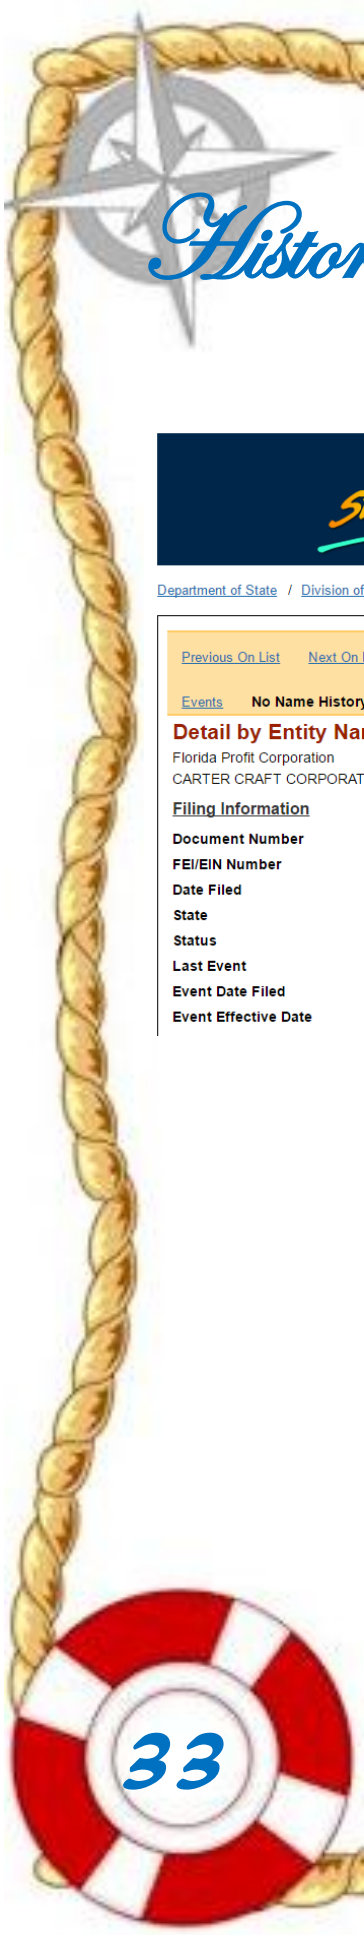 Histor
Department of State / Division of
Previous On List Next On
Events No Name History
Detail by Entity Na
Florida Profit Corporation
CARTER CRAFT CORPORAT
Filing Information
Document Number
FEI/EIN Number
Date Filed
State
Status
Last Event
Event Date Filed
Event Effective Date
33